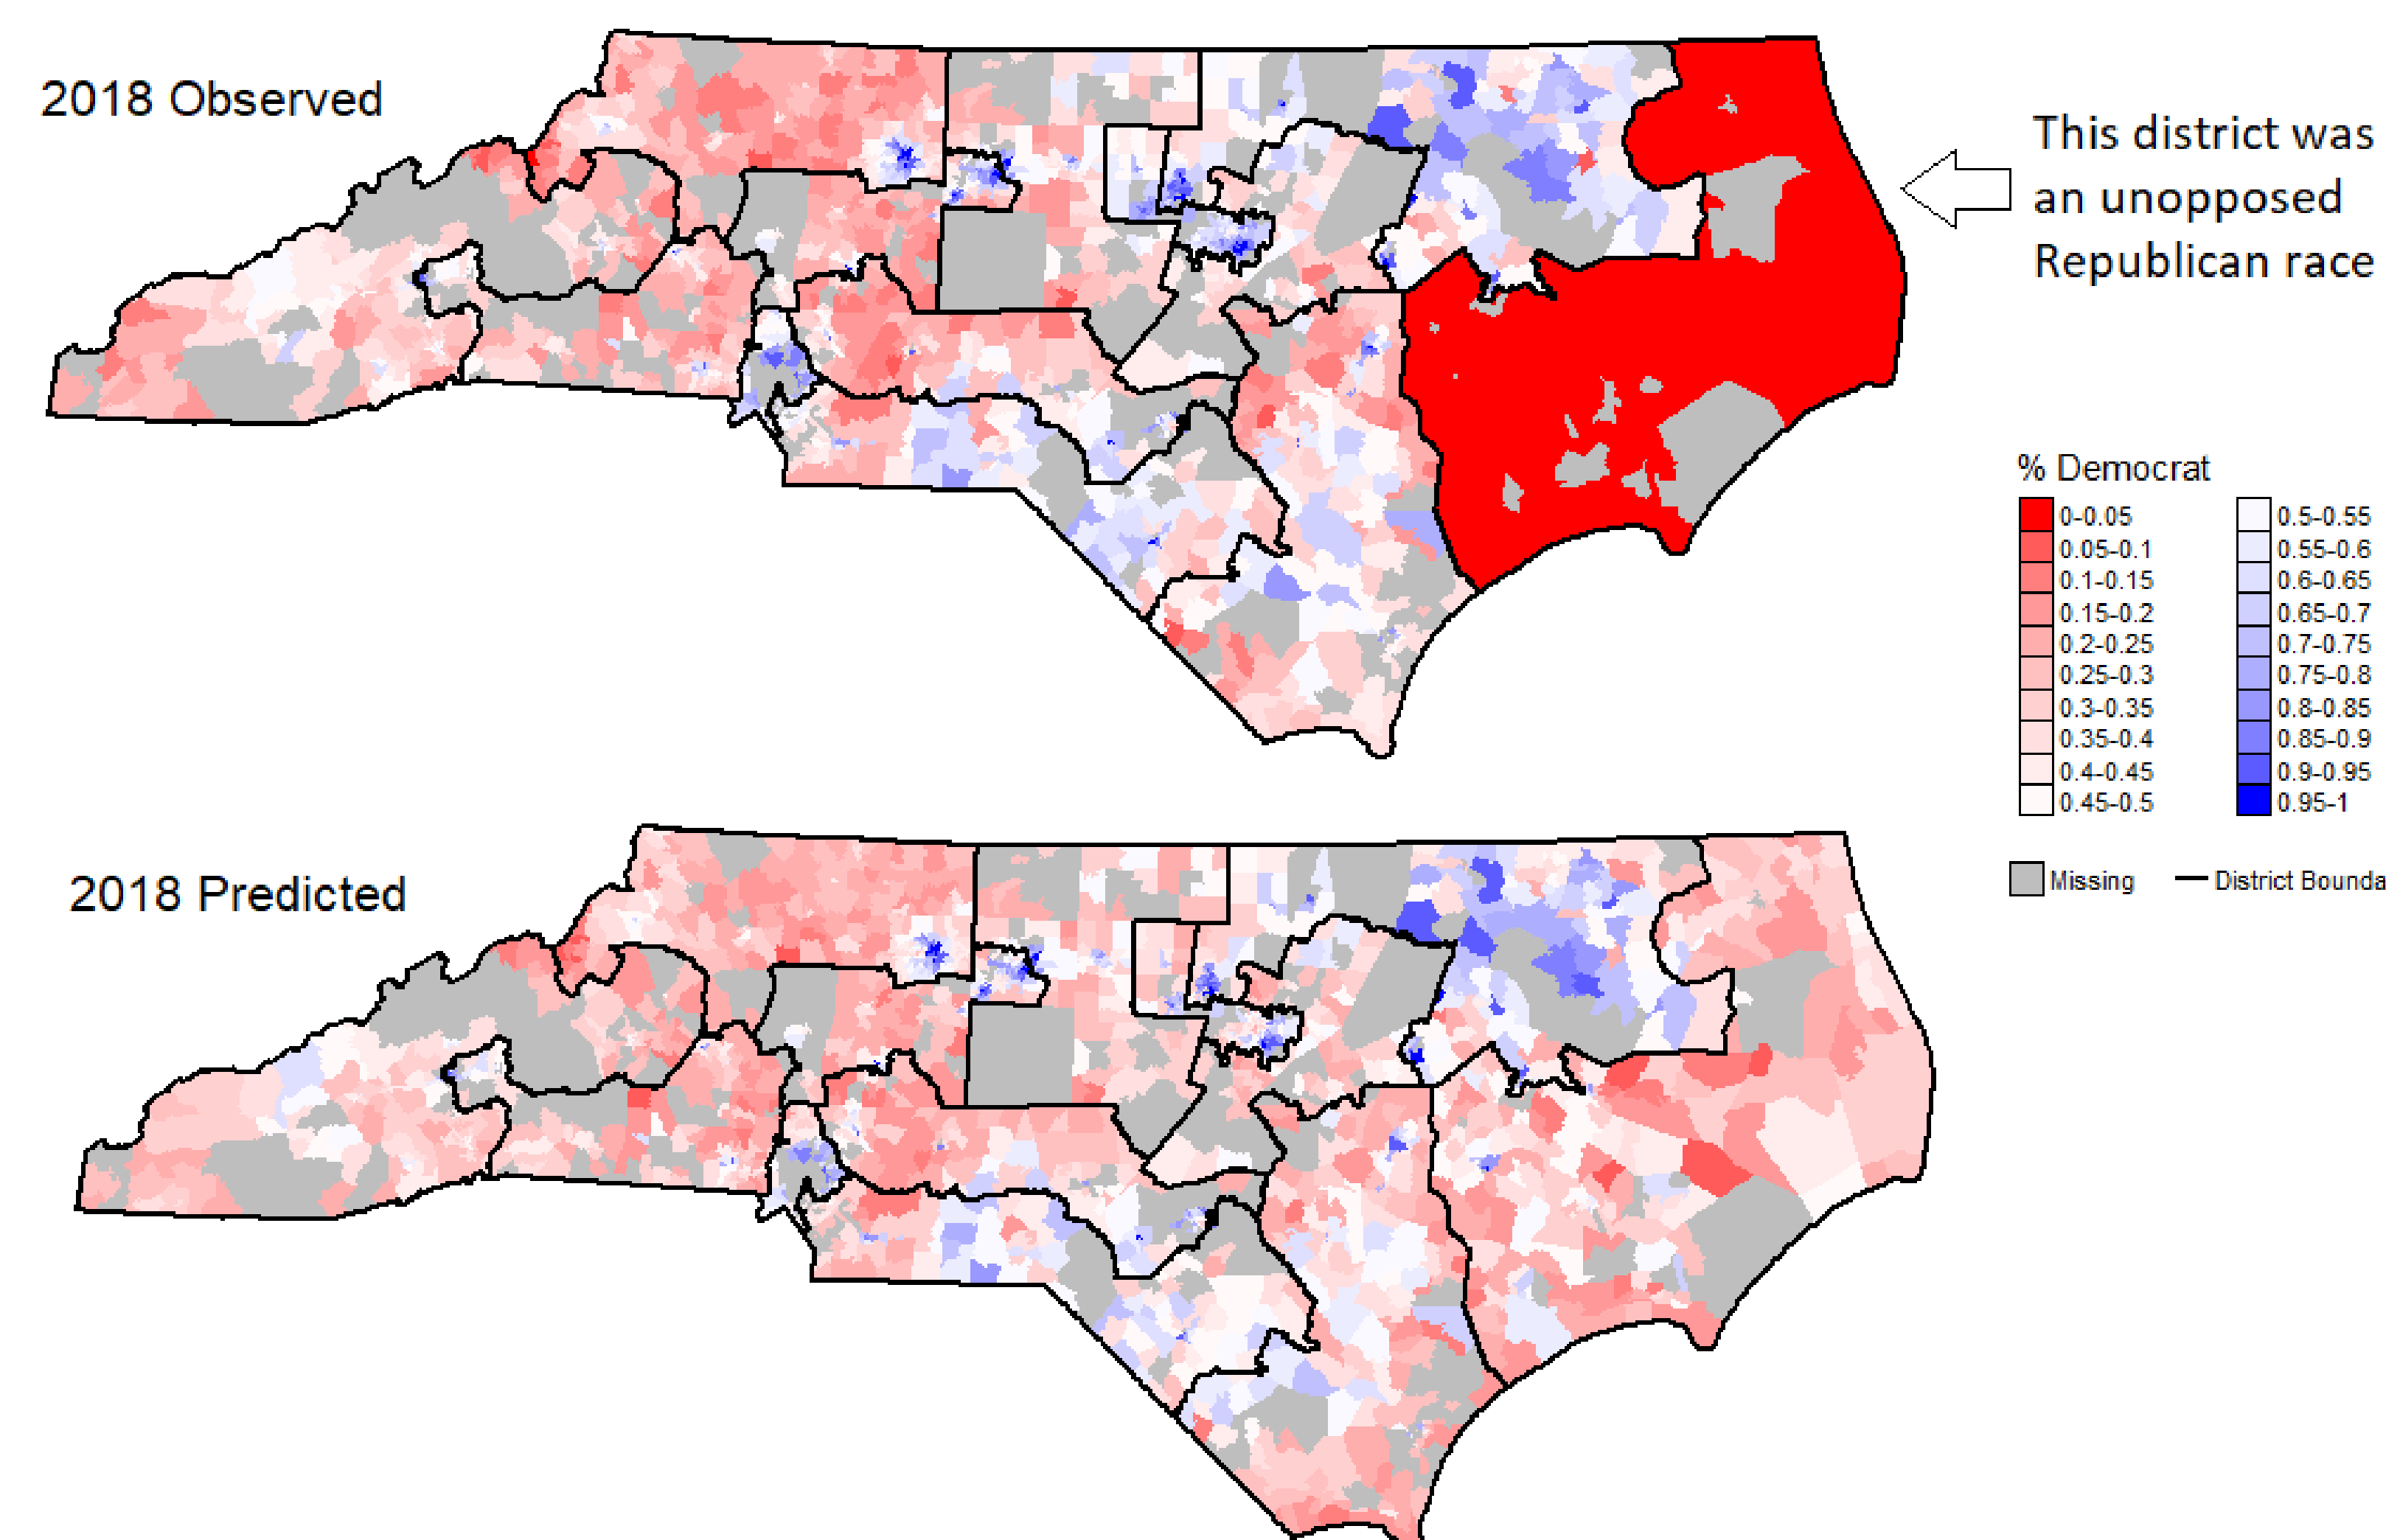 2018 Observed
This district was
an unopposed
Republican race
% Democrat
0-0.05
0.05-0.1
0.1-0.15
0.15-0.2
0.2-0.25
0.25-0.3
0.3-0.35
0.35-0.4
0.4-0.45
0.45-0.5
0.5-0.55
0.55-0.6
0.6-0.65
0.65-0.7
0.7-0.75
0.75-0.8
0.8-0.85
0.85-0.9
0.9-0.95
0.95-1
Missing
District Bounda
2018 Predicted